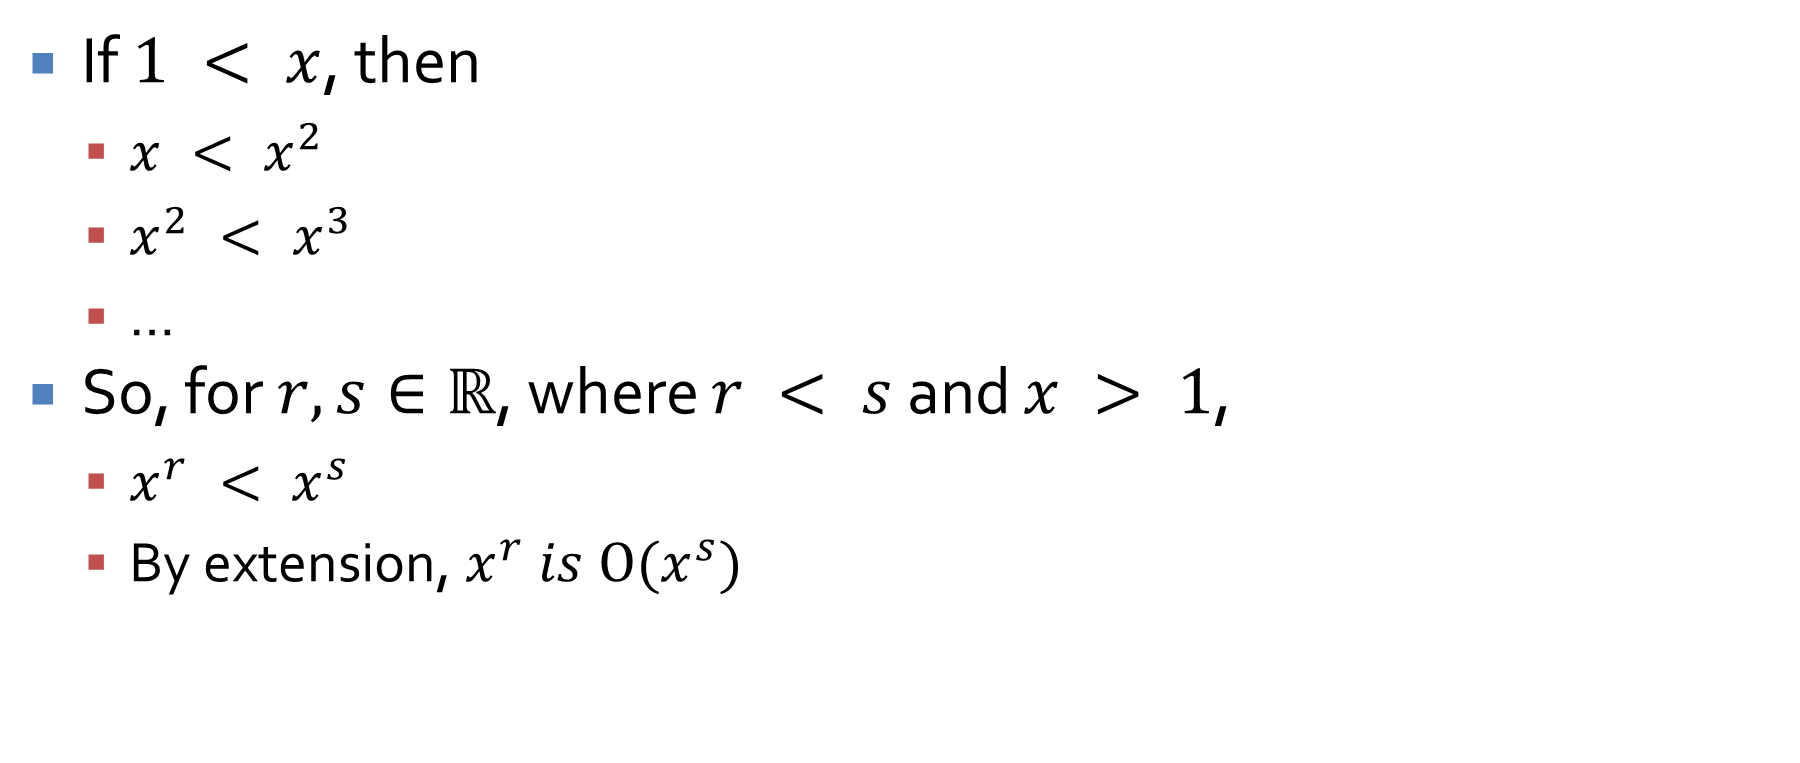 If 1 < x, then
x < x²
x² < x³
…
So, for r, s ∈ ℝ, where r < s and x > 1,
xʳ < xˢ
By extension, xʳ is O(xˢ)